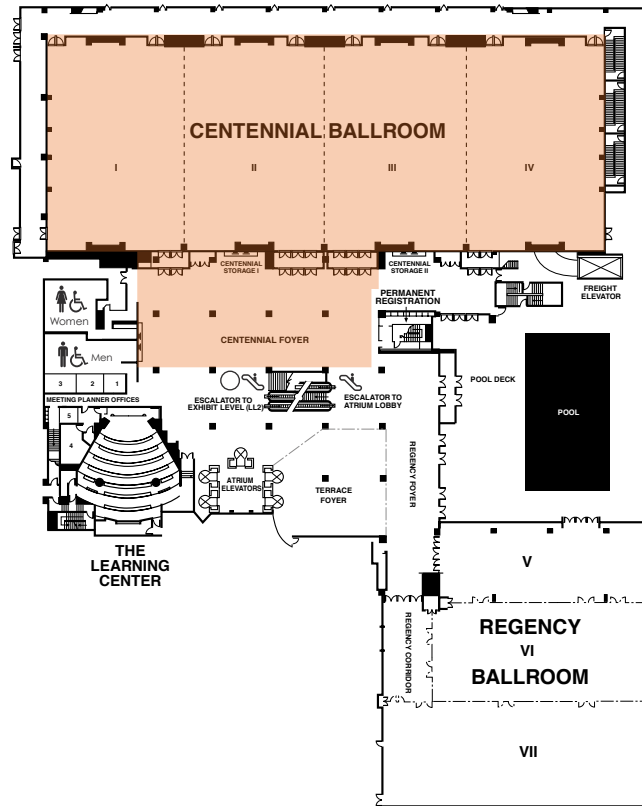 CENTENNIAL BALLROOM
I
II
III
IV
CENTENNIAL
STORAGE I
CENTENNIAL
STORAGE II
FREIGHT
ELEVATOR
PERMANENT
REGISTRATION
Women
CENTENNIAL FOYER
Men
3
2
1
MEETING PLANNER OFFICES
ESCALATOR TO
EXHIBIT LEVEL (LL2)
ESCALATOR TO
ATRIUM LOBBY
POOL DECK
POOL
5
4
ATRIUM
ELEVATORS
TERRACE
FOYER
REGENCY FOYER
THE
LEARNING
CENTER
V
REGENCY
VI
BALLROOM
REGENCY CORRIDOR
VII